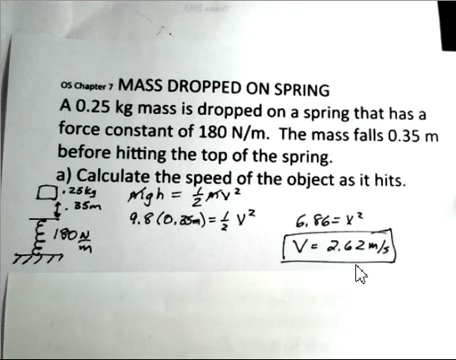 OS Chapter 7 MASS DROPPED ON SPRING
A 0.25 kg mass is dropped on a spring that has a
force constant of 180 N/m. The mass falls 0.35 m
before hitting the top of the spring.
a) Calculate the speed of the object as it hits.
.25kg
.35m
180 N/m
mgh = 1/2 mv²
9.8(0.35m) = 1/2 v²
6.86 = v²
V = 2.62 m/s